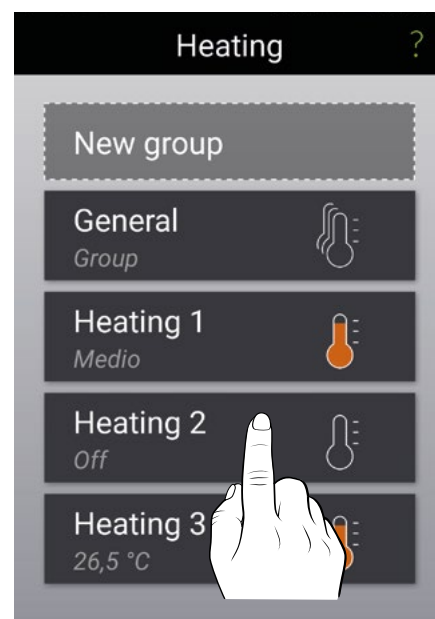 Heating ?
New group
General
Group
Heating 1
Medio
Heating 2
Off
Heating 3
26,5 °C